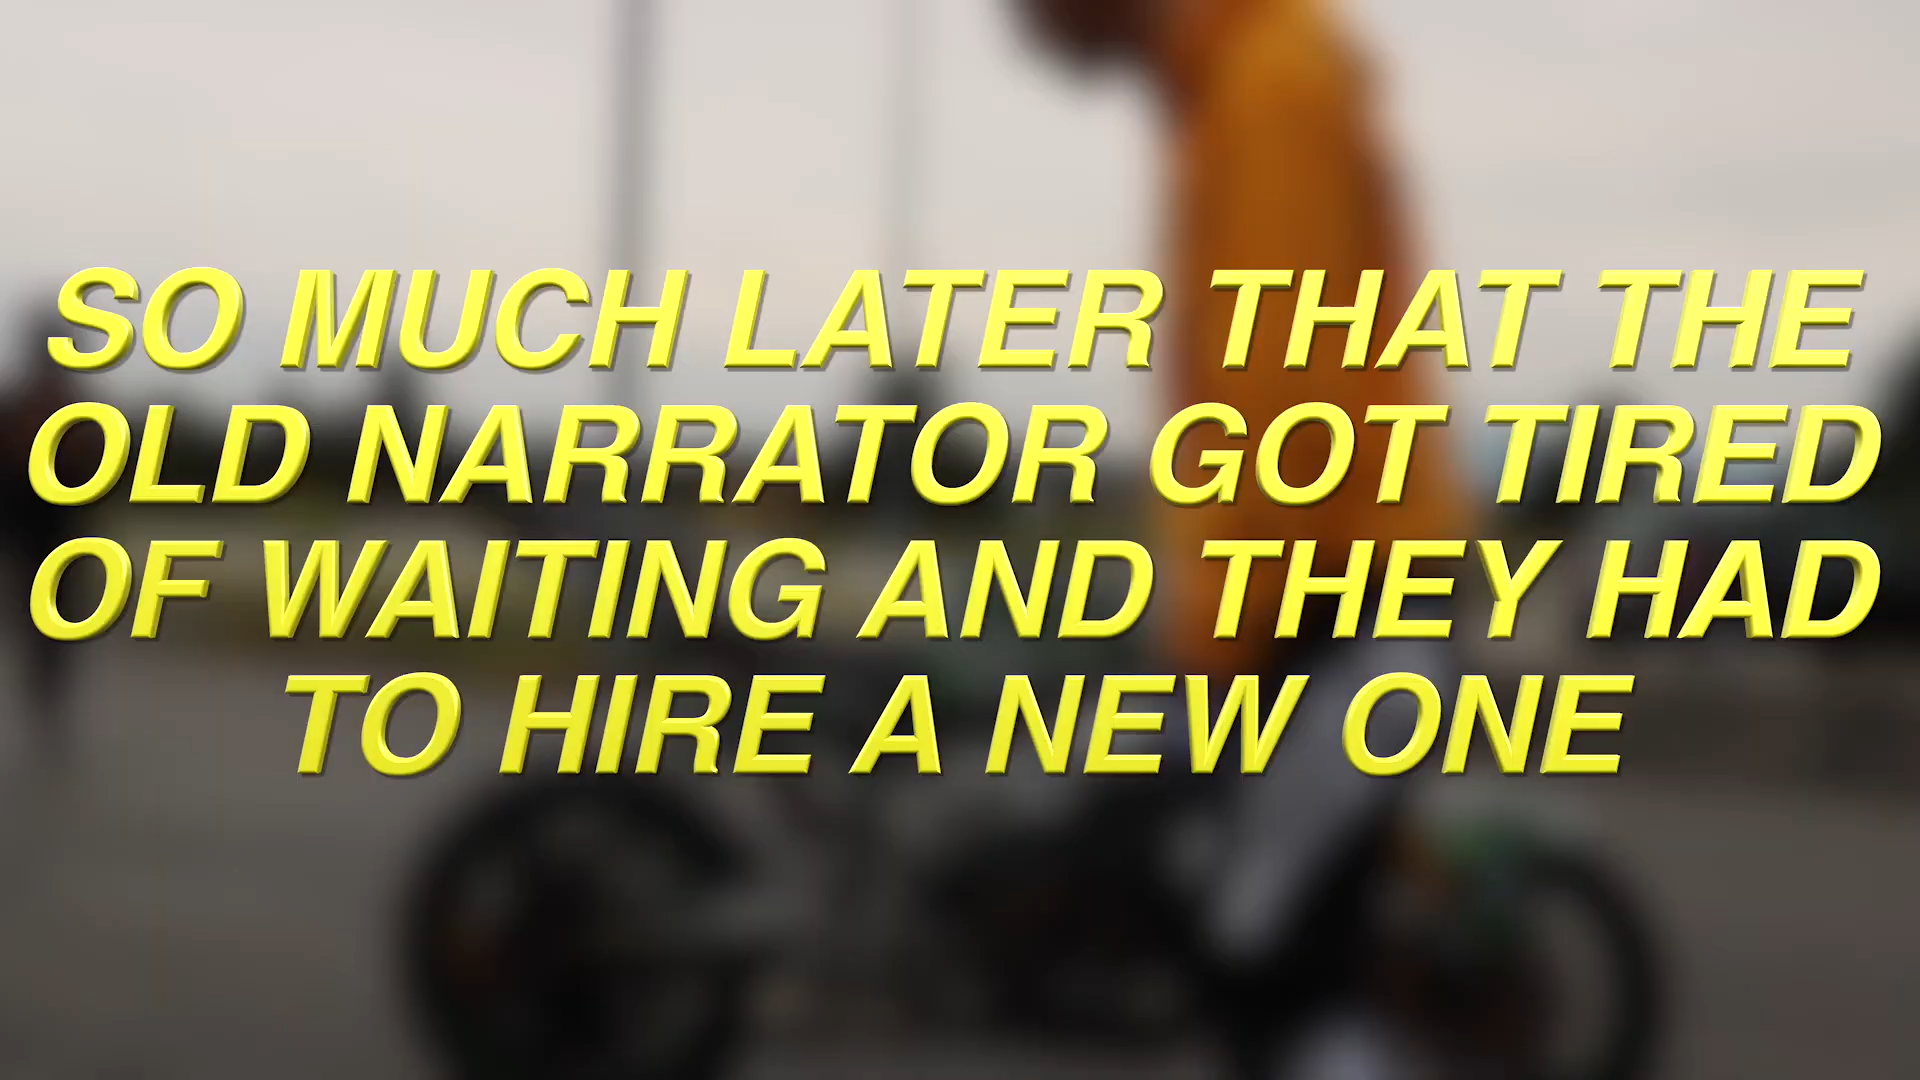 SO MUCH LATER THAT THE
OLD NARRATOR GOT TIRED
OF WAITING AND THEY HAD
TO HIRE A NEW ONE